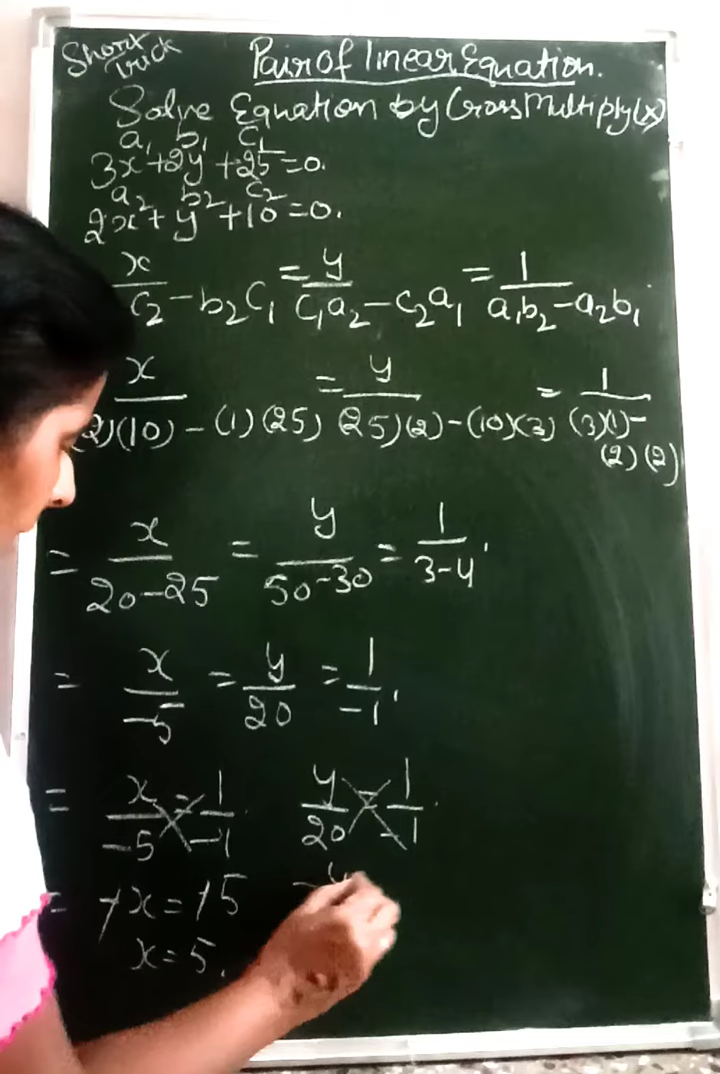 Short Trick
Pair of linear Equation.
Solve Equation by Cross Multiply(x)
a₁ b₁ c₁
3x+2y+25=0.
a₂ b₂ c₂
2x+y+10=0.
x = y = 1
c₂-b₂c₁ c₁a₂-c₂a₁ a₁b₂-a₂b₁
x = y = 1
2)(10)-(1)(25) (25)(2)-(10)(3) (3)(1)-
(2)(2)
= x = y = 1
20-25 50-30 3-4
= x = y = 1
-5 20 -1
= x = 1 y = 1
-5 -1 20 -1
= -x=-5 -y
x=5.